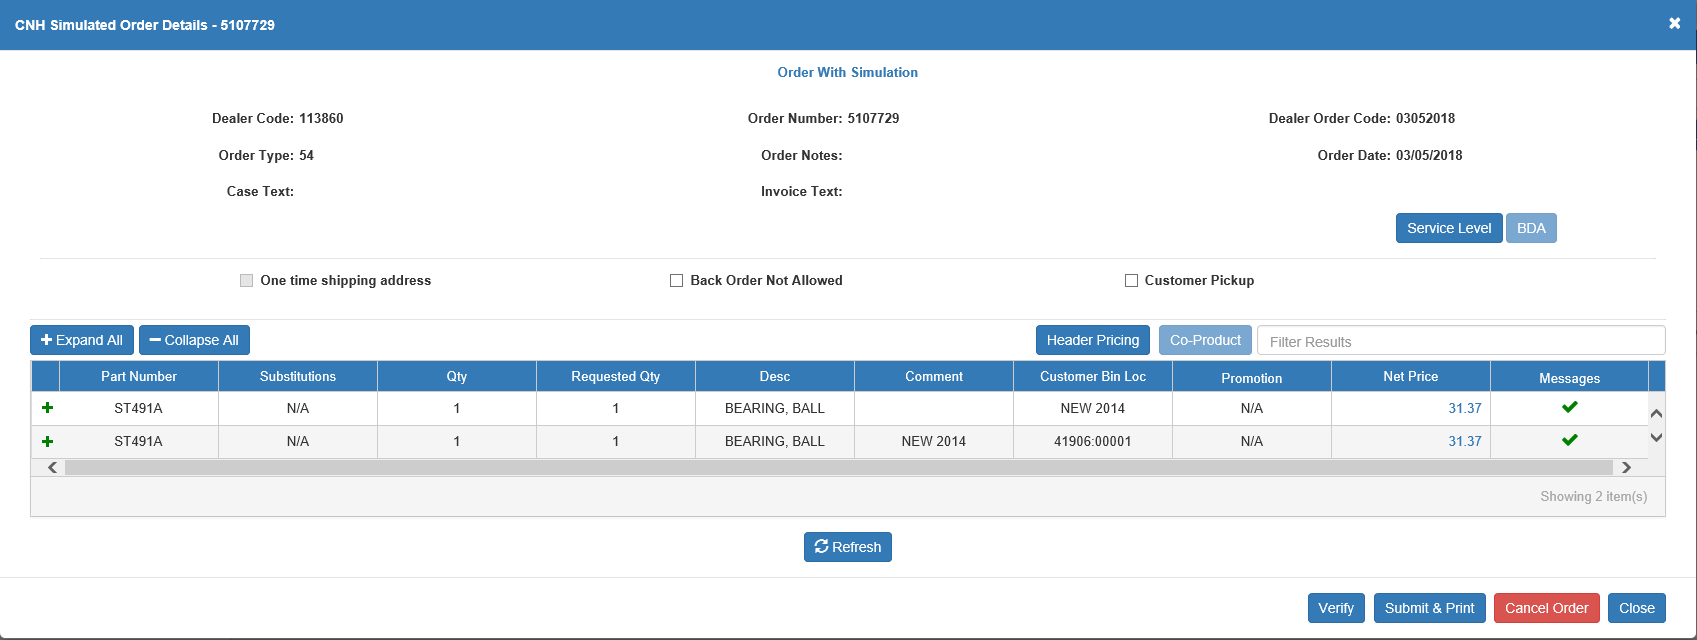 CNH Simulated Order Details - 5107729
Order With Simulation
Dealer Code: 113860 Order Number: 5107729 Dealer Order Code: 03052018
Order Type: 54 Order Notes: Order Date: 03/05/2018
Case Text: Invoice Text:
Service Level BDA
One time shipping address Back Order Not Allowed Customer Pickup
Expand All Collapse All Header Pricing Co-Product Filter Results
Part Number Substitutions Qty Requested Qty Desc Comment Customer Bin Loc Promotion Net Price Messages
ST491A N/A 1 1 BEARING, BALL NEW 2014 N/A 31.37
ST491A N/A 1 1 BEARING, BALL NEW 2014 41906:00001 N/A 31.37
Showing 2 item(s)
Refresh
Verify Submit & Print Cancel Order Close